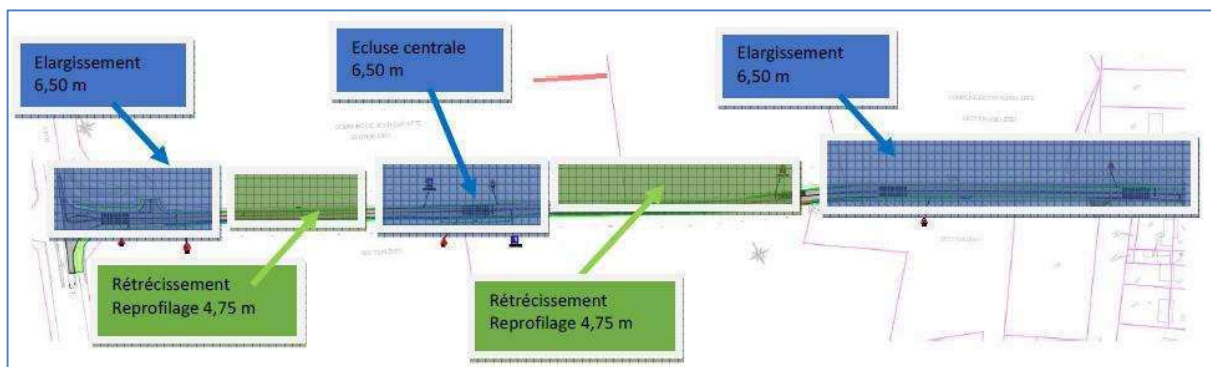 Elargissement
6,50 m
Ecluse centrale
6,50 m
Elargissement
6,50 m
Rétrécissement
Reprofilage 4,75 m
Rétrécissement
Reprofilage 4,75 m